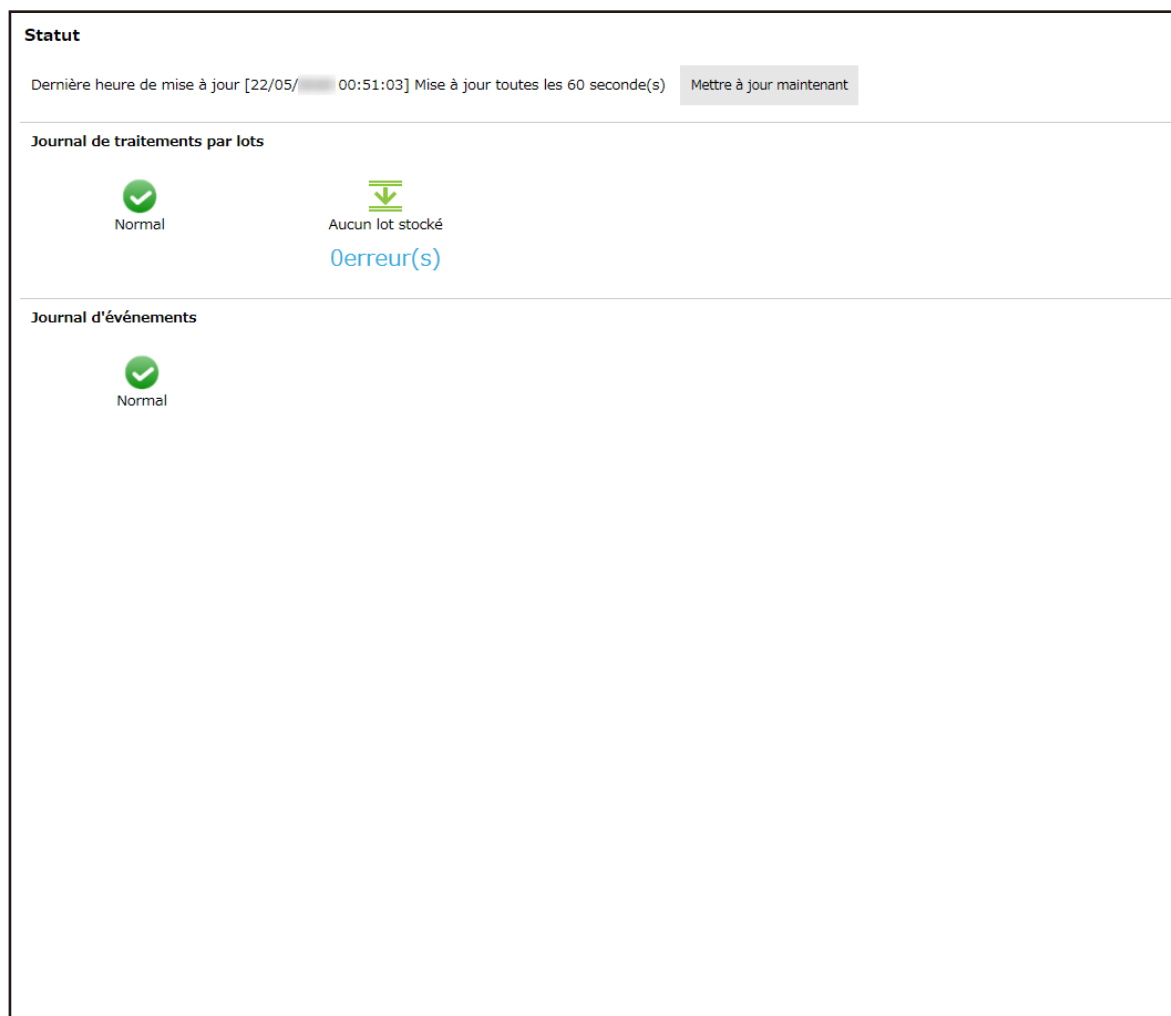 Statut
Dernière heure de mise à jour [22/05/ 00:51:03] Mise à jour toutes les 60 seconde(s) Mettre à jour maintenant
Journal de traitements par lots
Normal Aucun lot stocké
0erreur(s)
Journal d'événements
Normal